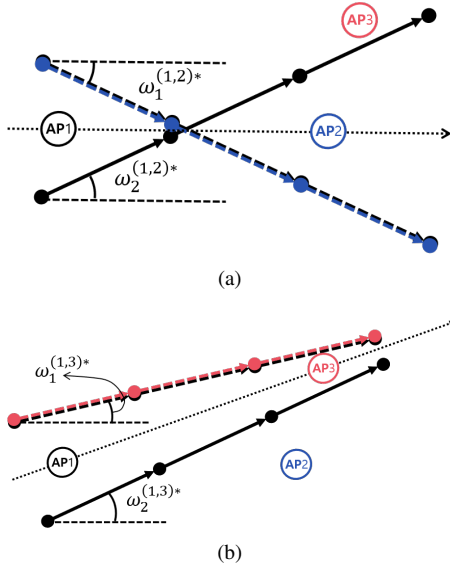 AP3
ω₁^(1,2)*
AP1
AP2
ω₂^(1,2)*
(a)
ω₁^(1,3)*
AP3
AP1
AP2
ω₂^(1,3)*
(b)